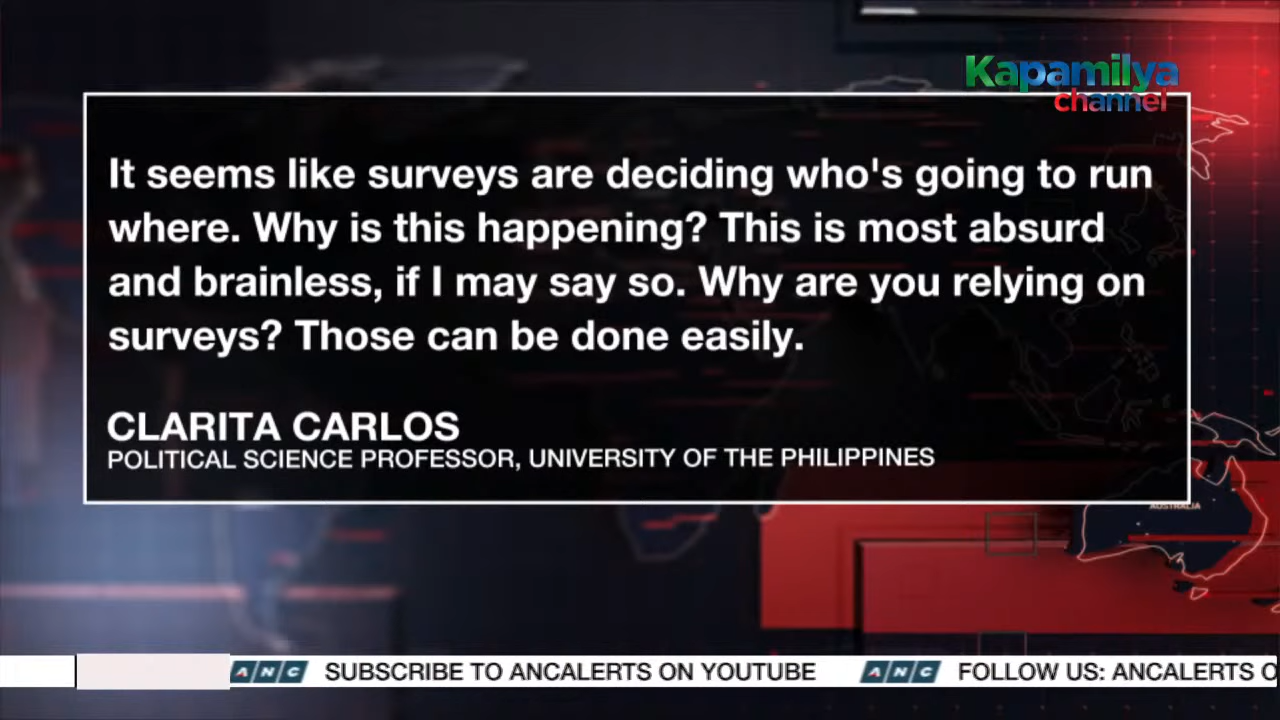 Kapamilya
channel
It seems like surveys are deciding who's going to run
where. Why is this happening? This is most absurd
and brainless, if I may say so. Why are you relying on
surveys? Those can be done easily.
CLARITA CARLOS
POLITICAL SCIENCE PROFESSOR, UNIVERSITY OF THE PHILIPPINES
AUSTRALIA
ANC SUBSCRIBE TO ANCALERTS ON YOUTUBE ANC FOLLOW US: ANCALERTS